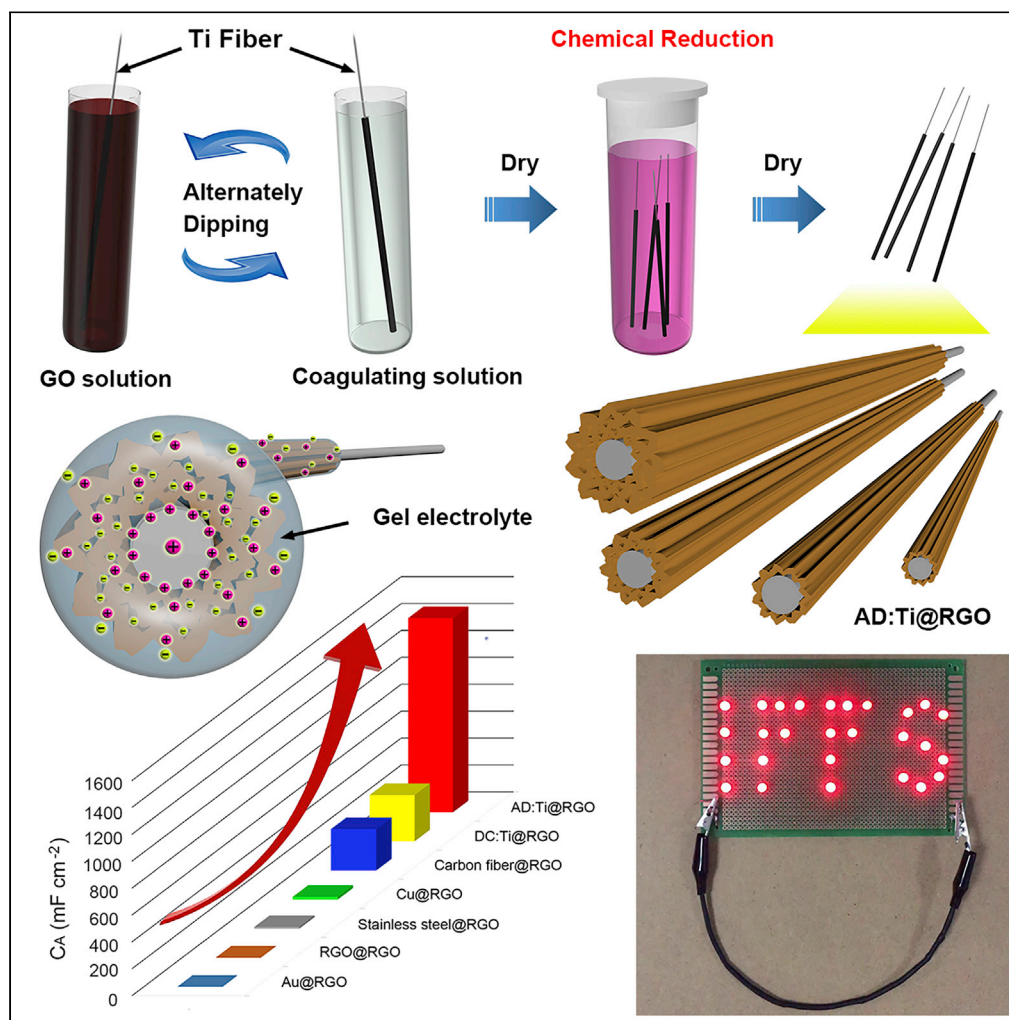 Ti Fiber
Chemical Reduction
Alternately
Dipping
Dry
Dry
GO solution
Coagulating solution
Gel electrolyte
AD:Ti@RGO
CA (mF cm⁻²)
1600
1400
1200
1000
800
600
400
200
0
AD:Ti@RGO
DC:Ti@RGO
Carbon fiber@RGO
Cu@RGO
Stainless steel@RGO
RGO@RGO
Au@RGO
IFFS